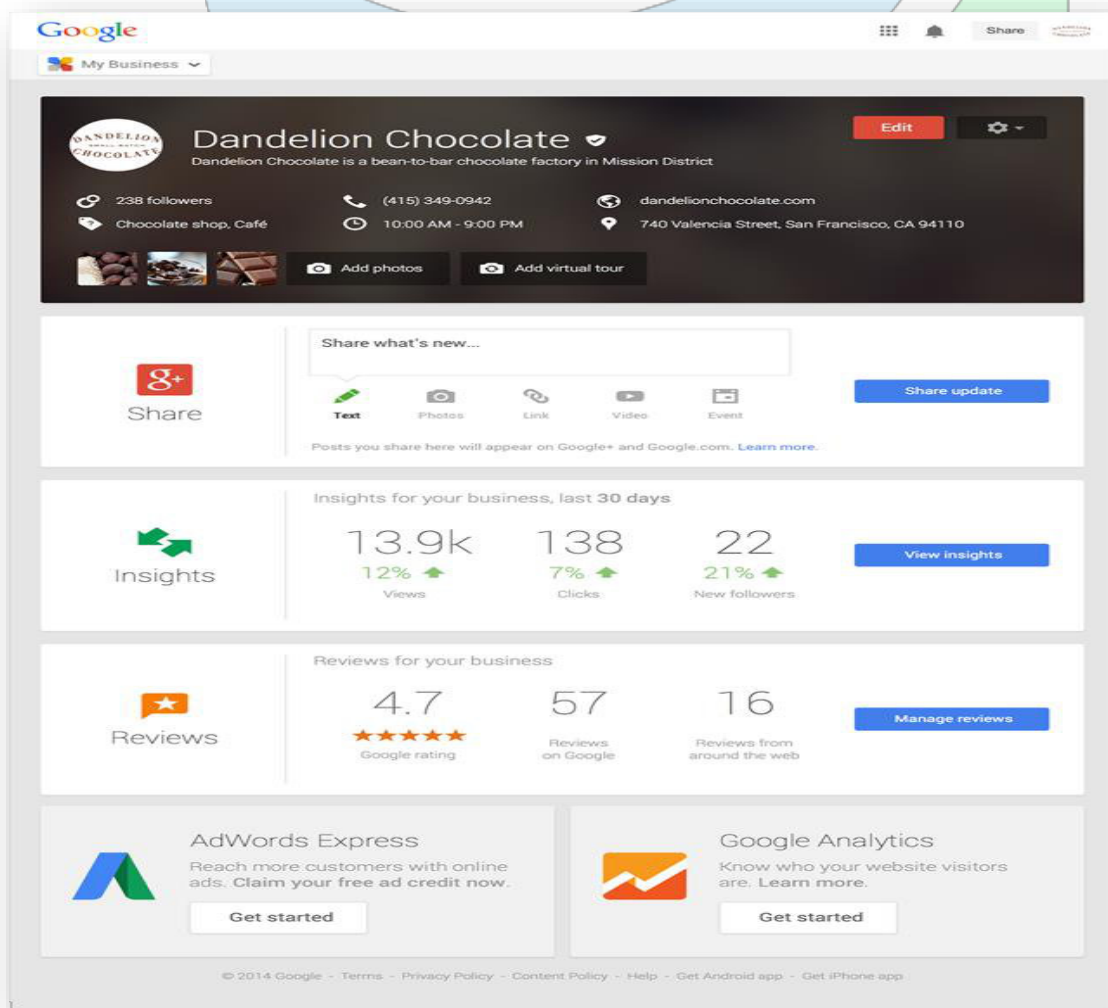 Google
Share
My Business
DANDELION
SMALL-BATCH
CHOCOLATE
Dandelion Chocolate
Edit
Dandelion Chocolate is a bean-to-bar chocolate factory in Mission District
238 followers
(415) 349-0942
dandelionchocolate.com
Chocolate shop, Café
10:00 AM - 9:00 PM
740 Valencia Street, San Francisco, CA 94110
Add photos
Add virtual tour
Share what's new...
g+
Share
Share update
Text
Photos
Link
Video
Event
Posts you share here will appear on Google+ and Google.com. Learn more.
Insights for your business, last 30 days
Insights
13.9k
138
22
12%
7%
21%
Views
Clicks
New followers
View insights
Reviews for your business
Reviews
4.7
57
16
Google rating
Reviews
on Google
Reviews from
around the web
Manage reviews
AdWords Express
Reach more customers with online
ads. Claim your free ad credit now.
Get started
Google Analytics
Know who your website visitors
are. Learn more.
Get started
© 2014 Google - Terms - Privacy Policy - Content Policy - Help - Get Android app - Get iPhone app